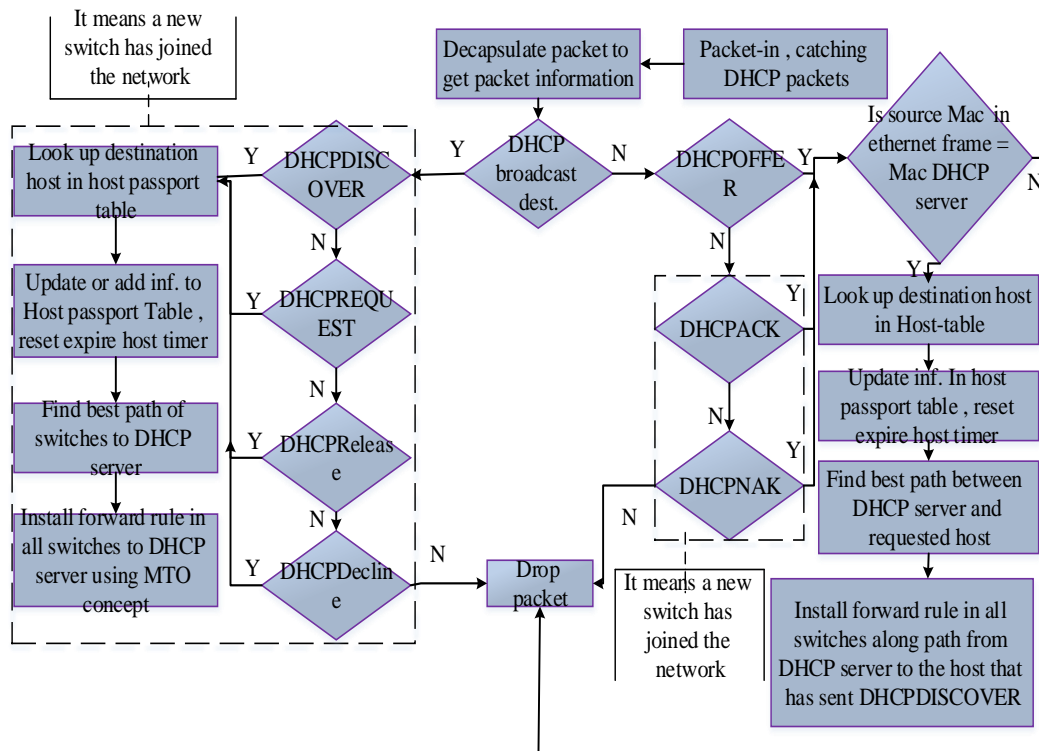 It means a new
switch has joined
the network
Decapsulate packet to
get packet information
Packet-in , catching
DHCP packets
Is source Mac in
ethernet frame =
Mac DHCP
server
N
Y
Look up destination
host in host passport
table
Y
DHCPDISC
OVER
Y
DHCP
broadcast
dest.
N
DHCPOFFE
R
Y
N
N
Update or add inf. to
Host passport Table ,
reset expire host timer
Y
DHCPREQU
EST
DHCPACK
Y
Look up destination host
in Host-table
N
N
Update inf. In host
passport table , reset
expire host timer
Find best path of
switches to DHCP
server
Y
DHCPReleas
e
DHCPNAK
Y
N
Find best path between
DHCP server and
requested host
N
Install forward rule in
all switches to DHCP
server using MTO
concept
Y
DHCPDeclin
e
N
Drop
packet
It means a new
switch has
joined the
network
Install forward rule in all
switches along path from
DHCP server to the host that
has sent DHCPDISCOVER